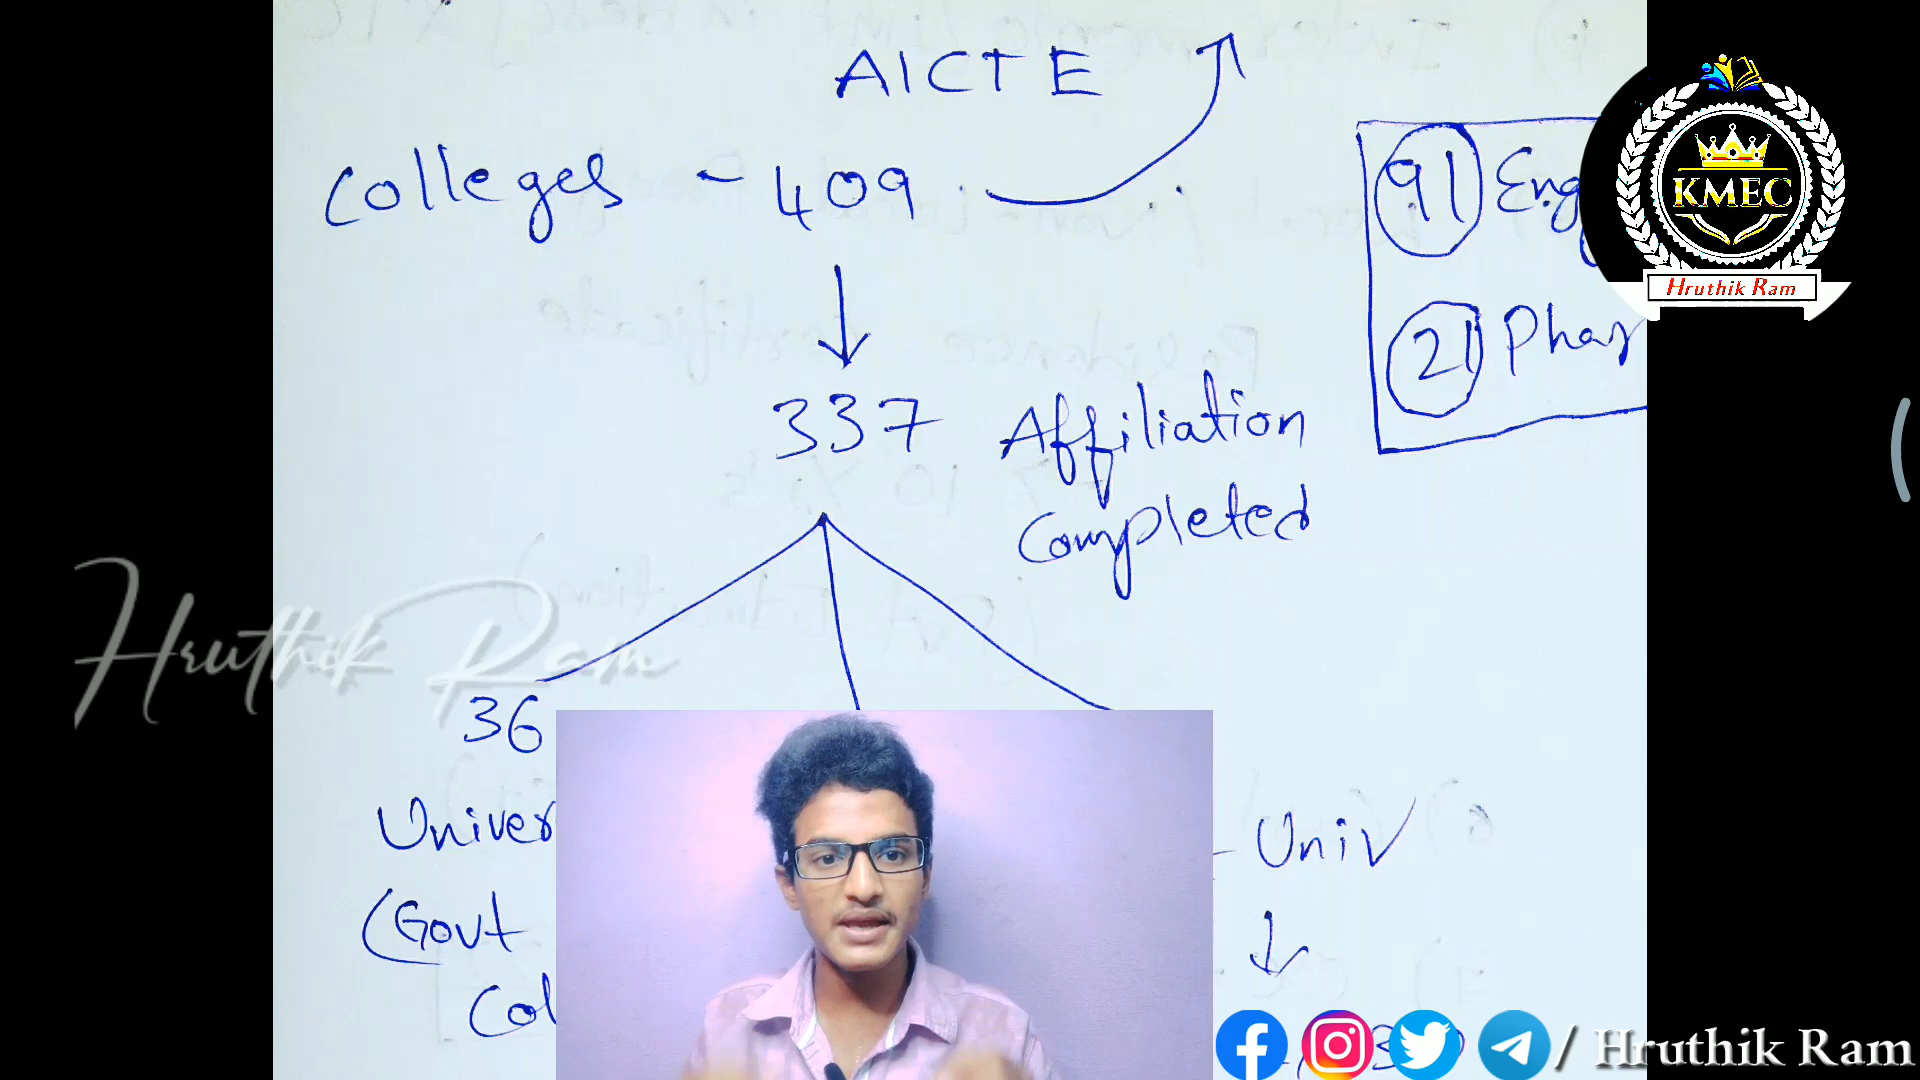 AICTE
Colleges - 409
91 Eng
KMEC
Hruthik Ram
21 Phar
337 Affiliation
Completed
Hruthik Ram
36
Univer
- Univ
(Govt
Col
/ Hruthik Ram